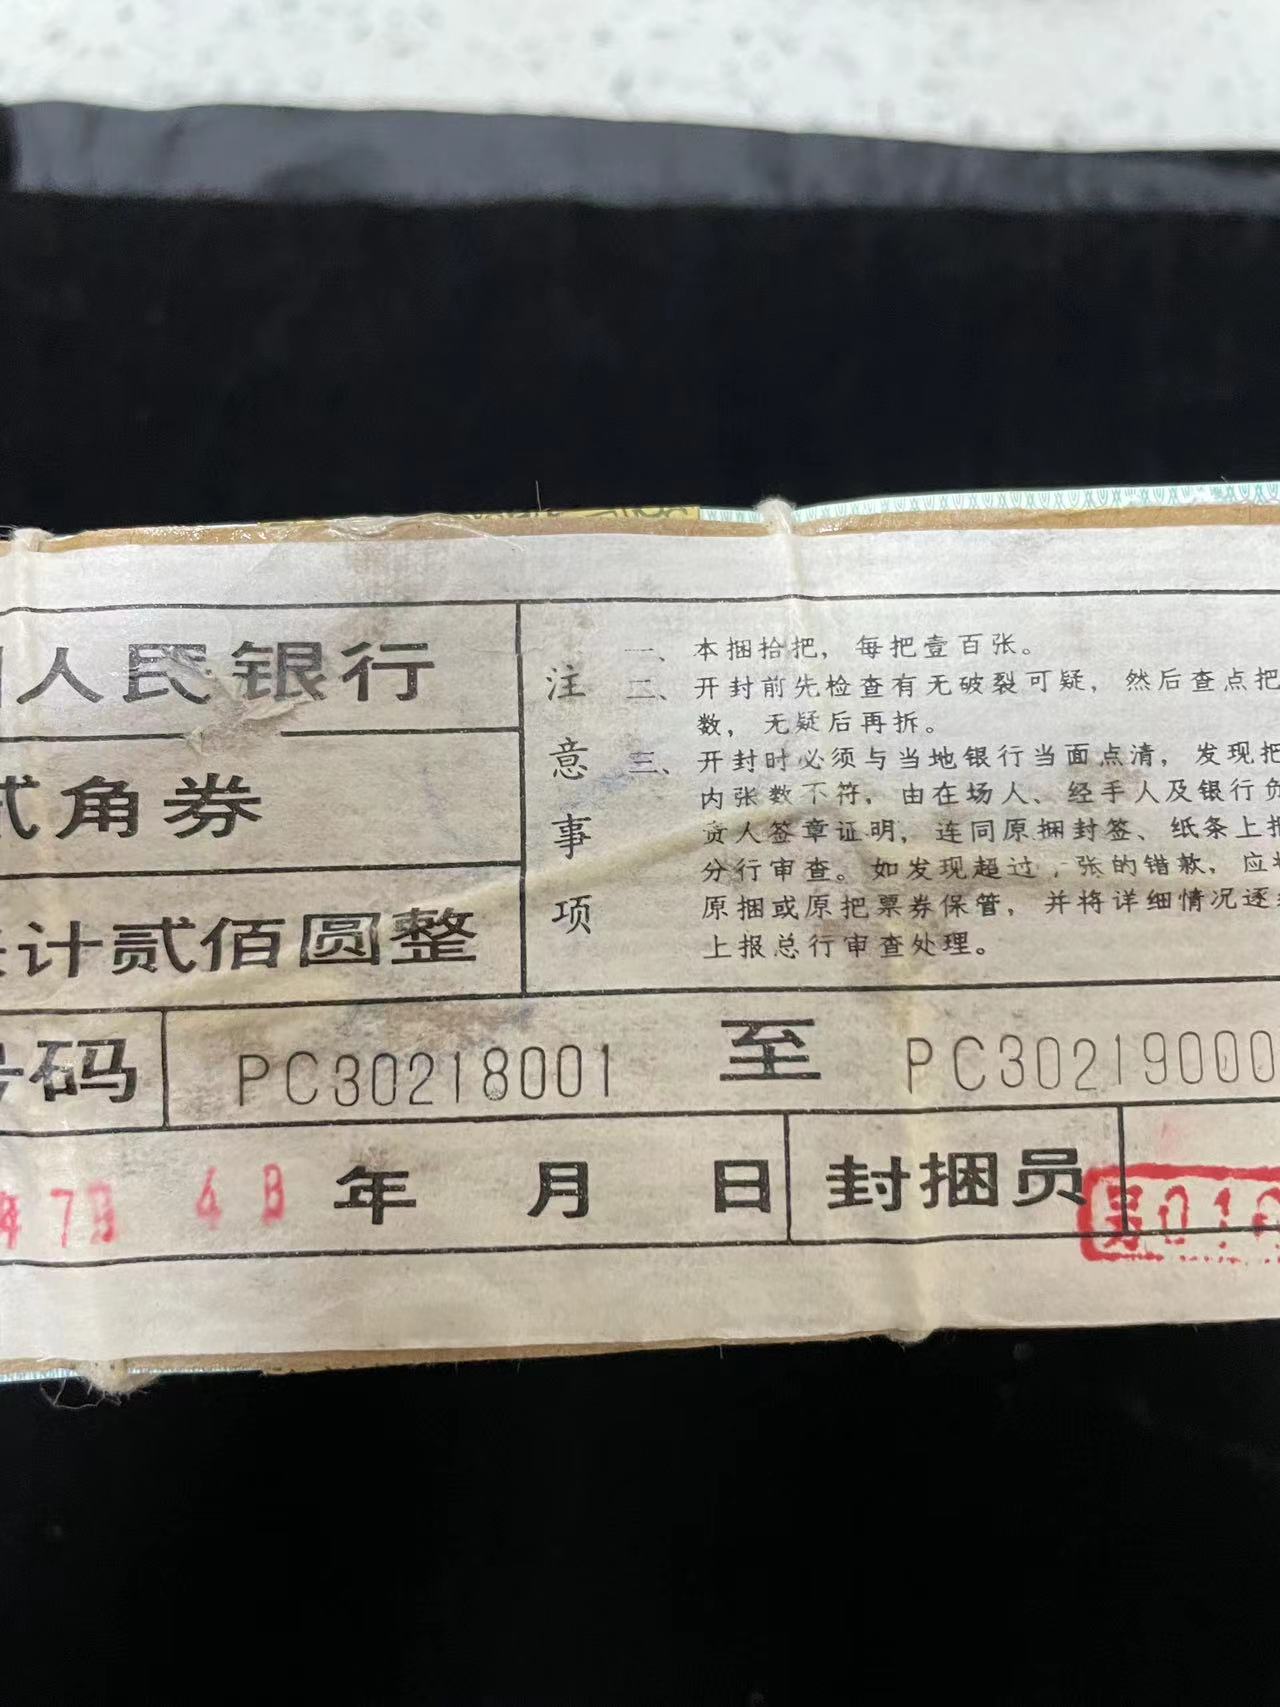 人民银行
角券
计贰佰圆整
注意事项
一、本捆拾把，每把壹百张。
二、开封前先检查有无破裂可疑，然后查点把
数，无疑后再拆。
三、开封时必须与当地银行当面点清，发现把
内张数不符，由在场人、经手人及银行负
责人签章证明，连同原捆封签、纸条上报
分行审查。如发现超过 张的错款，应将
原捆或原把票券保管，并将详细情况逐级
上报总行审查处理。
号码 PC30218001 至 PC30219000
年 月 日 封捆员